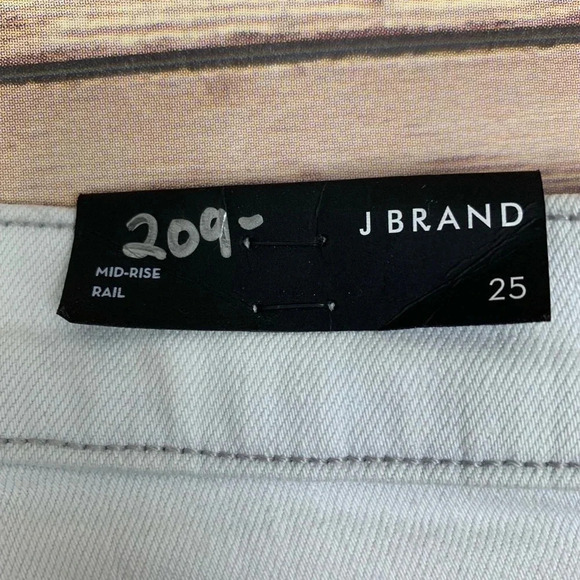 209-
J BRAND
MID-RISE
RAIL
25